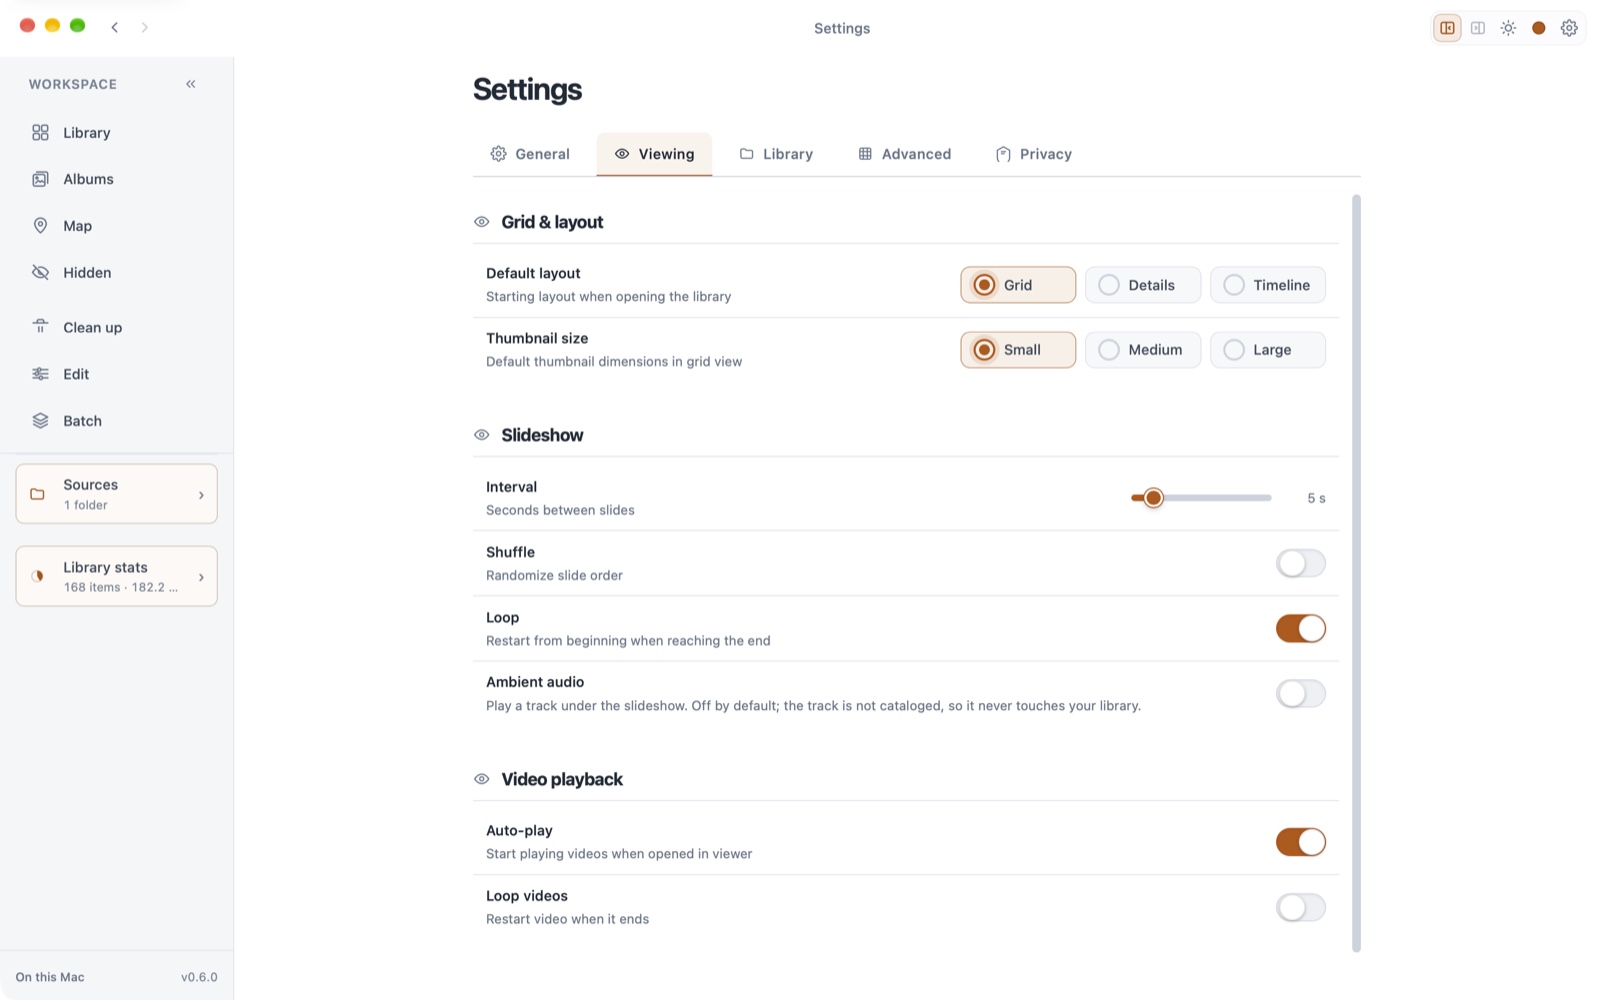 Settings
WORKSPACE
Library
Albums
Map
Hidden
Clean up
Edit
Batch
Sources
1 folder
Library stats
168 items · 182.2 ...
On this Mac
v0.6.0
Settings
General
Viewing
Library
Advanced
Privacy
Grid & layout
Default layout
Starting layout when opening the library
Grid
Details
Timeline
Thumbnail size
Default thumbnail dimensions in grid view
Small
Medium
Large
Slideshow
Interval
Seconds between slides
5 s
Shuffle
Randomize slide order
Loop
Restart from beginning when reaching the end
Ambient audio
Play a track under the slideshow. Off by default; the track is not cataloged, so it never touches your library.
Video playback
Auto-play
Start playing videos when opened in viewer
Loop videos
Restart video when it ends